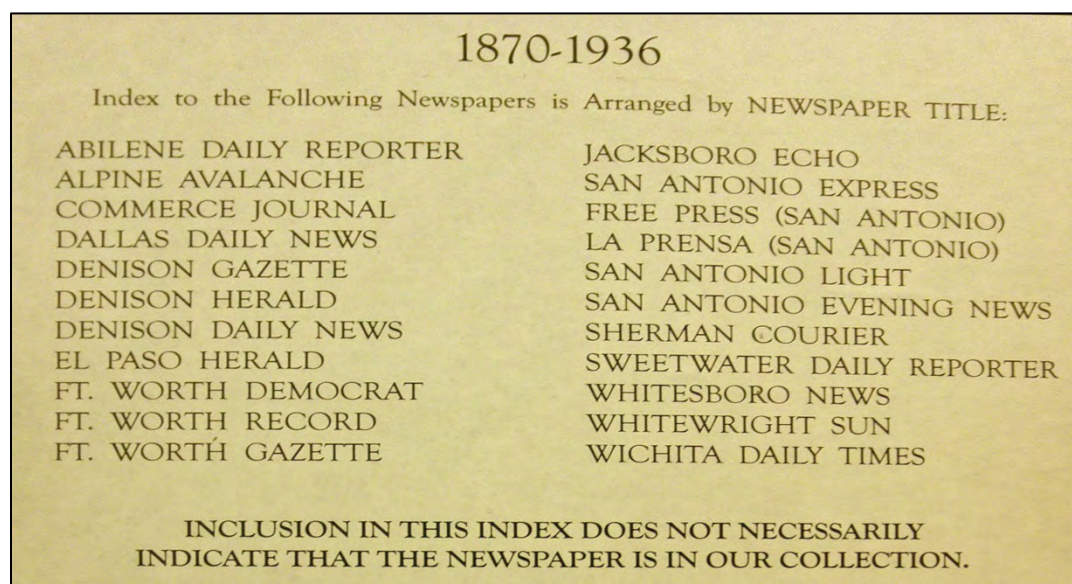 1870-1936
Index to the Following Newspapers is Arranged by NEWSPAPER TITLE:
ABILENE DAILY REPORTER
ALPINE AVALANCHE
COMMERCE JOURNAL
DALLAS DAILY NEWS
DENISON GAZETTE
DENISON HERALD
DENISON DAILY NEWS
EL PASO HERALD
FT. WORTH DEMOCRAT
FT. WORTH RECORD
FT. WORTH GAZETTE
JACKSBORO ECHO
SAN ANTONIO EXPRESS
FREE PRESS (SAN ANTONIO)
LA PRENSA (SAN ANTONIO)
SAN ANTONIO LIGHT
SAN ANTONIO EVENING NEWS
SHERMAN COURIER
SWEETWATER DAILY REPORTER
WHITESBORO NEWS
WHITEWRIGHT SUN
WICHITA DAILY TIMES
INCLUSION IN THIS INDEX DOES NOT NECESSARILY
INDICATE THAT THE NEWSPAPER IS IN OUR COLLECTION.